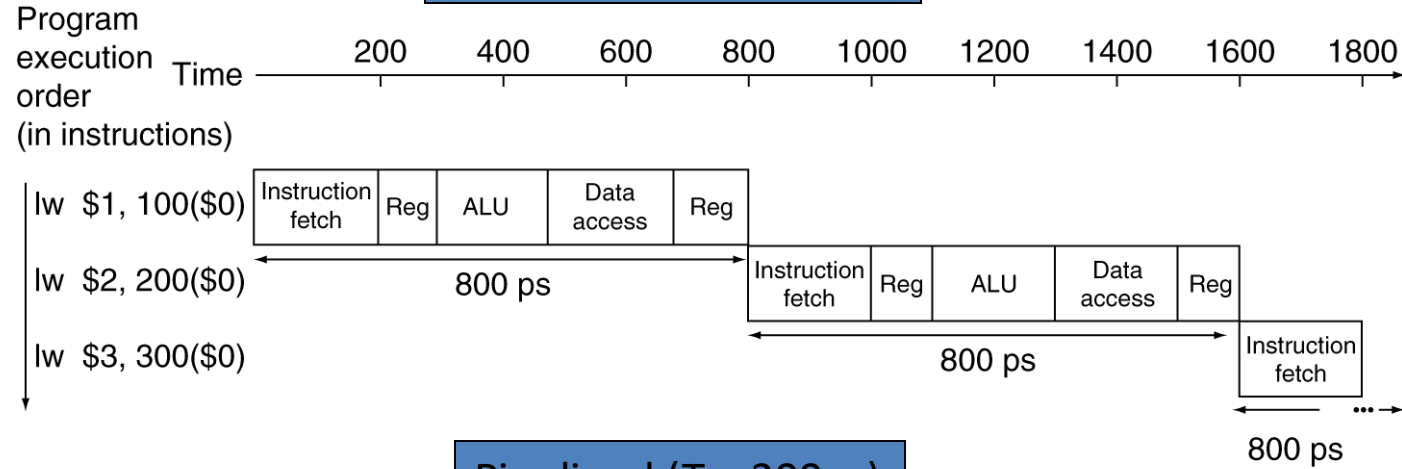 Program
execution
order
(in instructions)
Time
200 400 600 800 1000 1200 1400 1600 1800
lw $1, 100($0)
Instruction
fetch
Reg
ALU
Data
access
Reg
800 ps
lw $2, 200($0)
Instruction
fetch
Reg
ALU
Data
access
Reg
800 ps
lw $3, 300($0)
Instruction
fetch
...
800 ps